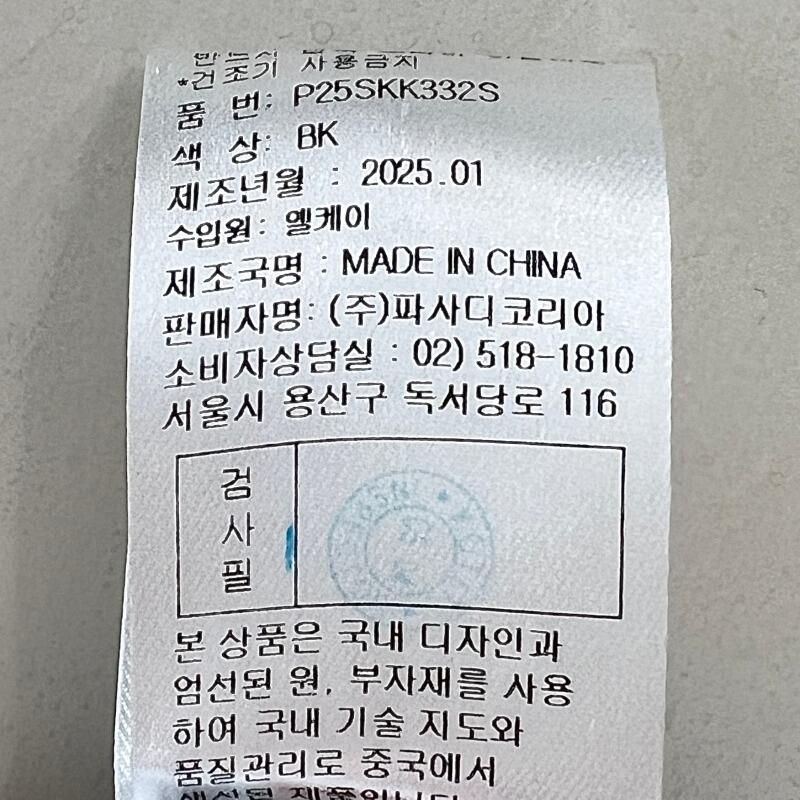 *건조기 사용금지
품 번: P25SKK332S
색 상: BK
제조년월 : 2025.01
수입원: 엘케이
제조국명 : MADE IN CHINA
판매자명: (주)파사디코리아
소비자상담실 : 02) 518-1810
서울시 용산구 독서당로 116
검
사
필
본 상품은 국내 디자인과
엄선된 원, 부자재를 사용
하여 국내 기술 지도와
품질관리로 중국에서